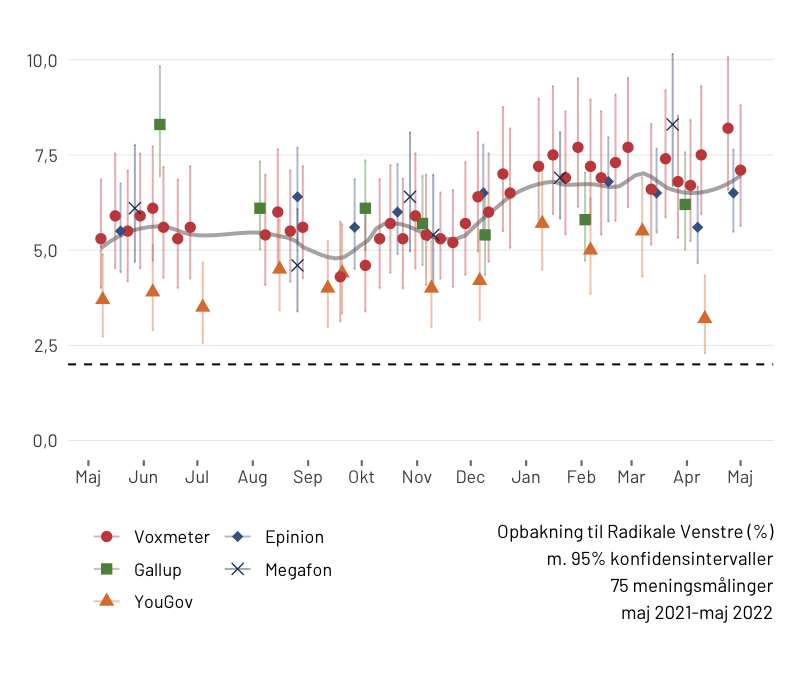 10,0
7,5
5,0
2,5
0,0
Maj Jun Jul Aug Sep Okt Nov Dec Jan Feb Mar Apr Maj
Voxmeter Epinion
Gallup Megafon
YouGov
Opbakning til Radikale Venstre (%)
m. 95% konfidensintervaller
75 meningsmålinger
maj 2021-maj 2022